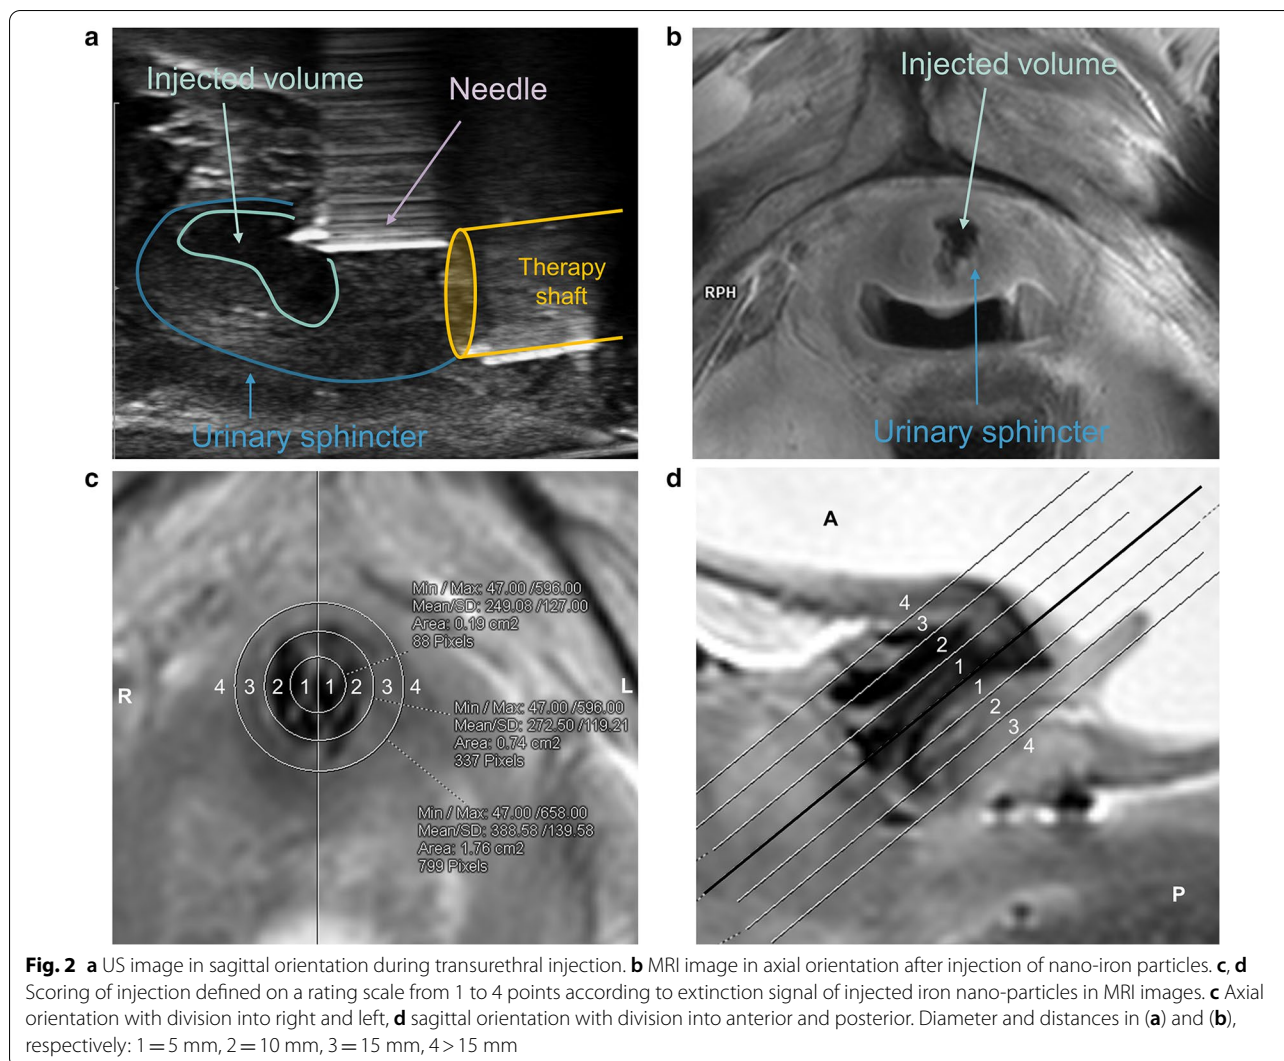 a
Injected volume
Needle
Therapy
shaft
Urinary sphincter
b
Injected volume
RPH
Urinary sphincter
c
Min / Max: 47.00 /596.00
Mean/SD: 249.08 /127.00
Area: 0.19 cm2
88 Pixels
R 4 3 2 1 1 2 3 4 L
Min / Max: 47.00 /596.00
Mean/SD: 272.50 /119.21
Area: 0.74 cm2
337 Pixels
Min / Max: 47.00 /658.00
Mean/SD: 388.58 /139.58
Area: 1.76 cm2
799 Pixels
d
A
4
3
2
1
1
2
3
4
P
Fig. 2 a US image in sagittal orientation during transurethral injection. b MRI image in axial orientation after injection of nano-iron particles. c, d
Scoring of injection defined on a rating scale from 1 to 4 points according to extinction signal of injected iron nano-particles in MRI images. c Axial
orientation with division into right and left, d sagittal orientation with division into anterior and posterior. Diameter and distances in (a) and (b),
respectively: 1 = 5 mm, 2 = 10 mm, 3 = 15 mm, 4 > 15 mm